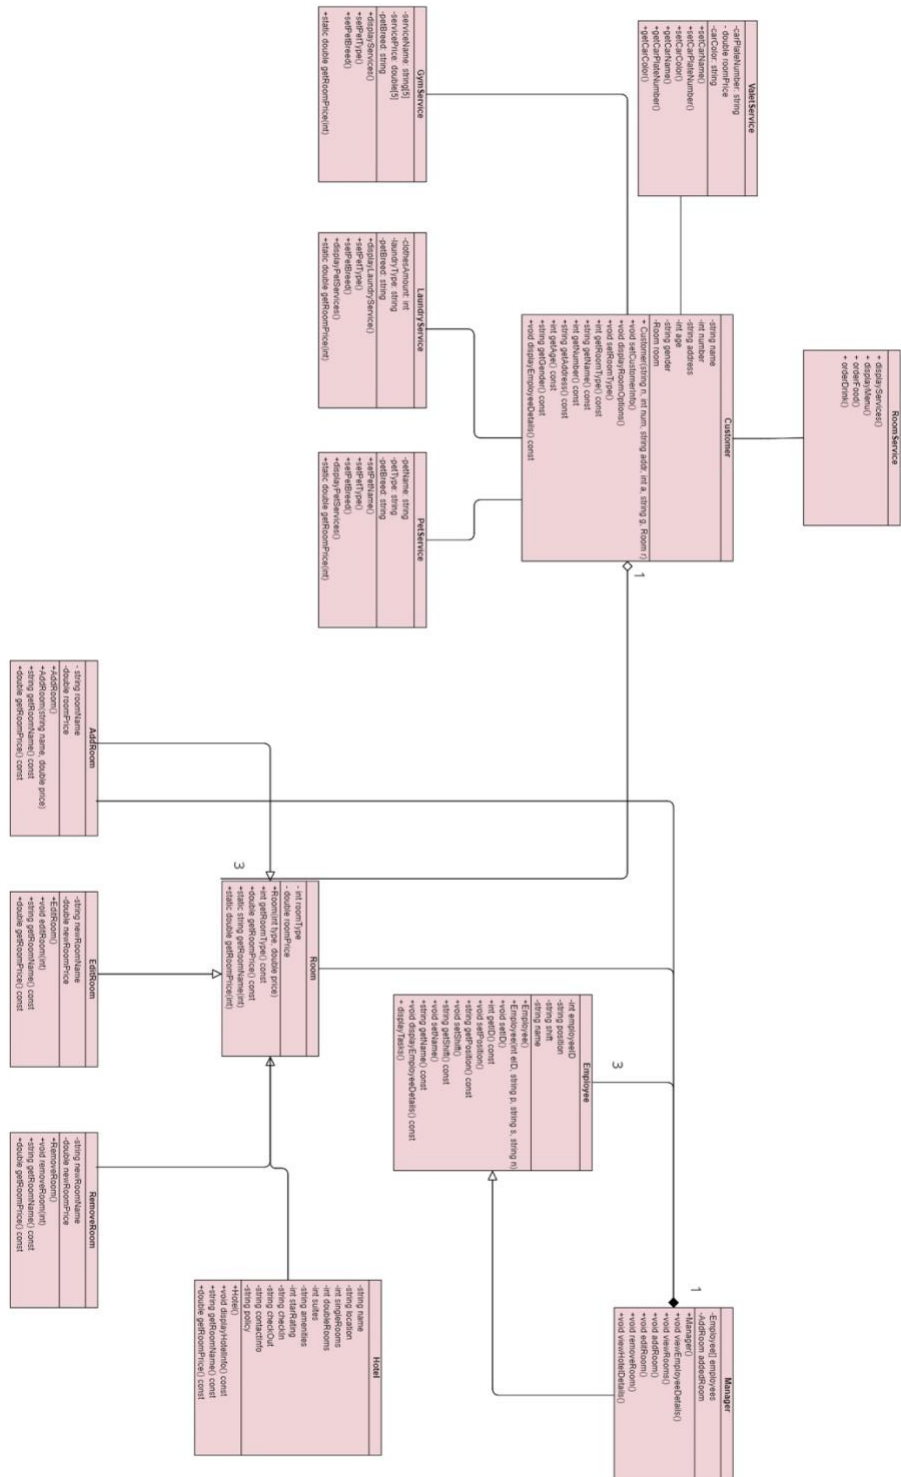 RoomService
+ displayServices()
+ displayMenu()
+ orderFood()
+ orderDrink()
ValetService
-carPlateNumber: string
- double roomPrice
-carColor: string
+setCarName()
+setCarPlateNumber()
+setCarColor()
+getCarName()
+getCarPlateNumber()
+getCarColor()
Customer
-string name
-int number
-string address
-int age
-string gender
-Room room
+ Customer(string n, int num, string addr, int a, string g, Room r)
+void setCustomerInfo()
+void displayRoomOptions()
+void setRoomType()
+int getRoomType() const
+string getName() const
+int getNumber() const
+string getAddress() const
+int getAge() const
+string getGender() const
+void displayEmployeeDetails() const
1
1
Manager
-Employee[] employees
-AddRoom addedRoom
+Manager()
+void viewEmployeeDetails()
+void viewRooms()
+void addRoom()
+void editRoom()
+void removeRoom()
+void viewHotelDetails()
3
Employee
-int employeeID
-string position
-string shift
-string name
+Employee()
+Employee(int eID, string p, string s, string n)
+void setID()
+int getID() const
+void setPosition()
+string getPosition() const
+void setShift()
+string getShift() const
+void setName()
+string getName() const
+void displayEmployeeDetails() const
+ displayTasks()
GymService
-serviceName: string[5]
-servicePrice: double[5]
-petBreed: string
+displayServices()
+setPetType()
+setPetBreed()
+static double getRoomPrice(int)
LaundryService
-clothesAmount: int
-laundryType: string
-petBreed: string
+displayLaundryService()
+setPetType()
+setPetBreed()
+displayPetServices()
+static double getRoomPrice(int)
PetService
-petName: string
-petType: string
-petBreed: string
+setPetName()
+setPetType()
+setPetBreed()
+displayPetServices()
+static double getRoomPrice(int)
Hotel
-string name
-string location
-int singleRooms
-int doubleRooms
-int suites
-string amenities
-int starRating
-string checkIn
-string checkOut
-string contactInfo
-string policy
+Hotel()
+void displayHotelInfo() const
+string getRoomName() const
+double getRoomPrice() const
3
Room
- int roomType
- double roomPrice
+Room(int type, double price)
+int getRoomType() const
+double getRoomPrice() const
+static string getRoomName(int)
+static double getRoomPrice(int)
AddRoom
- string roomName
-double roomPrice
+AddRoom()
+AddRoom(string name, double price)
+string getRoomName() const
+double getRoomPrice() const
EditRoom
- string newRoomName
-double newRoomPrice
+EditRoom()
+void editRoom(int)
+string getRoomName() const
+double getRoomPrice() const
RemoveRoom
-string newRoomName
-double newRoomPrice
+RemoveRoom()
+void removeRoom(int)
+string getRoomName() const
+double getRoomPrice() const